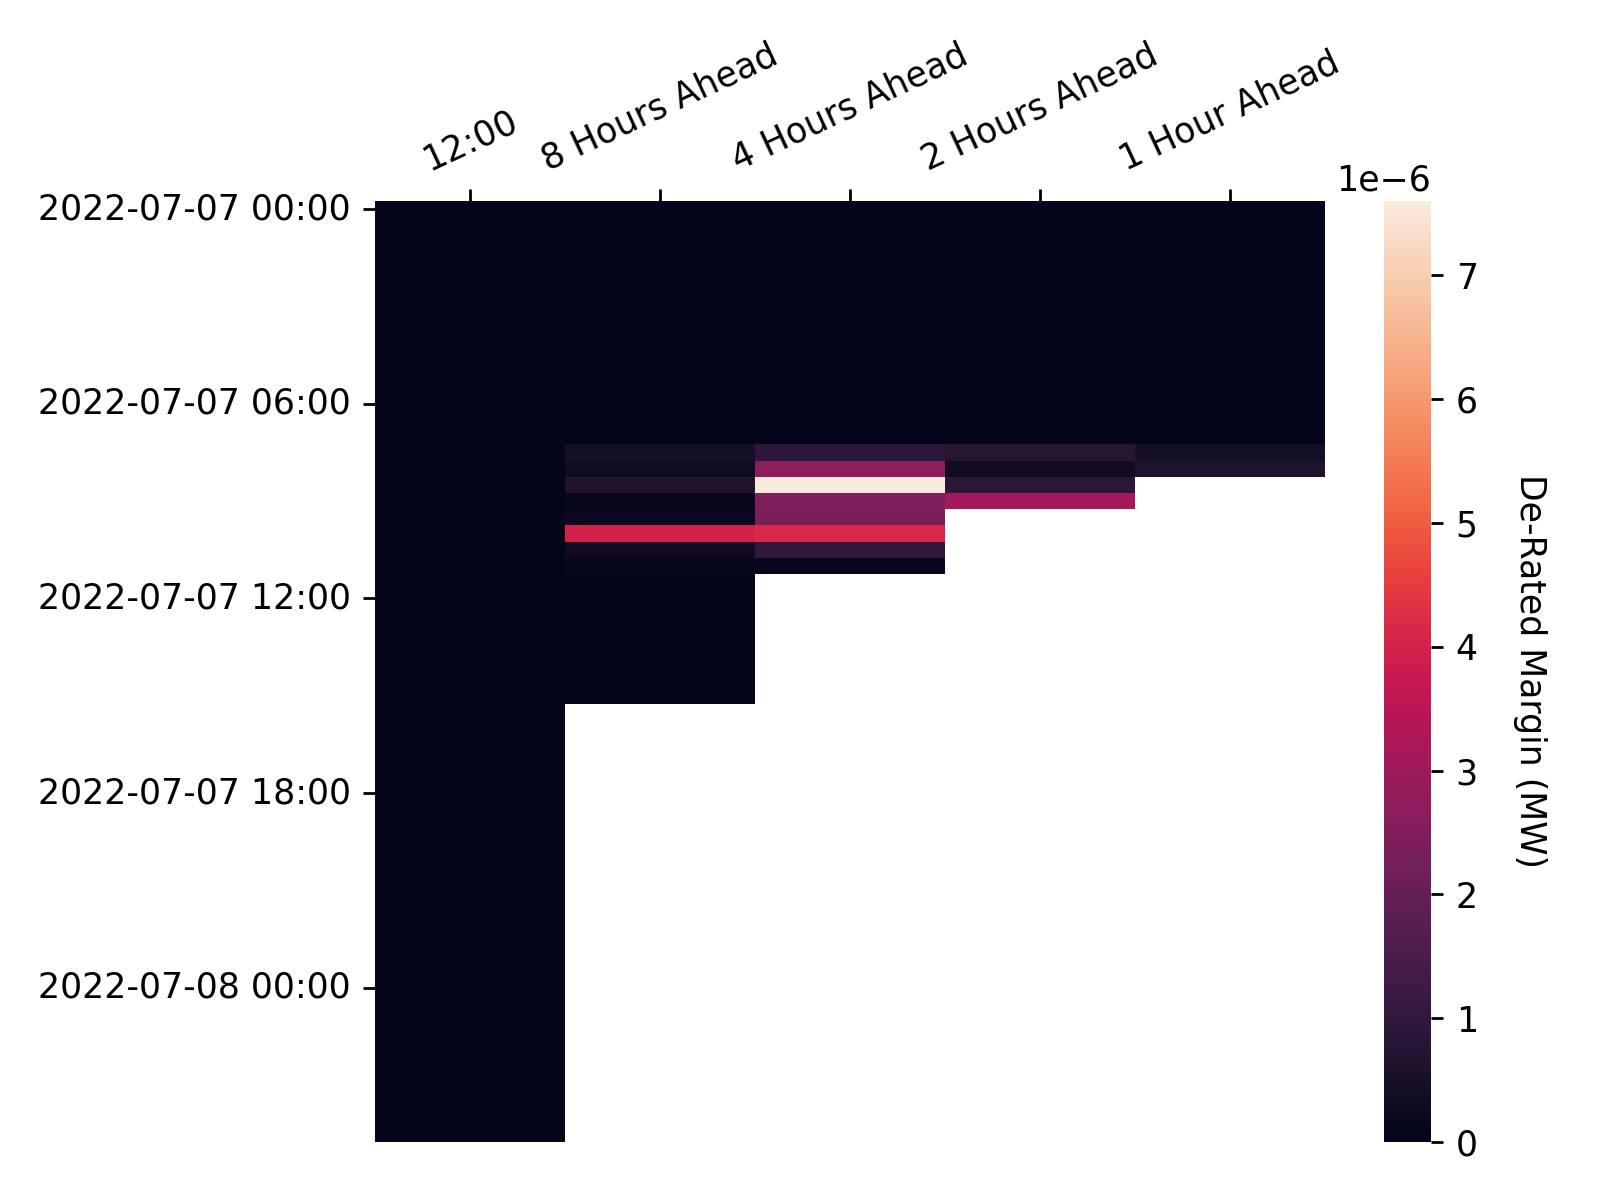 12:00
8 Hours Ahead
4 Hours Ahead
2 Hours Ahead
1 Hour Ahead
2022-07-07 00:00
2022-07-07 06:00
2022-07-07 12:00
2022-07-07 18:00
2022-07-08 00:00
1e−6
7
6
5
4
3
2
1
0
De-Rated Margin (MW)